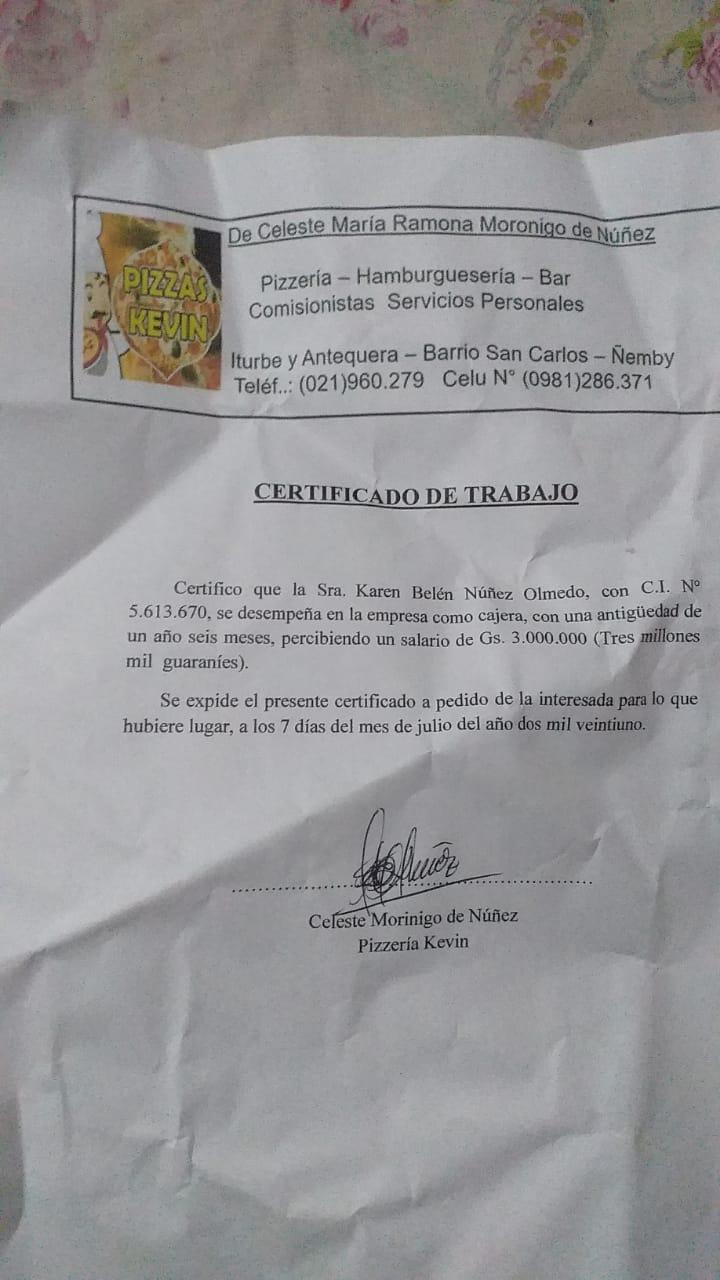 PIZZAS
KEVIN
De Celeste María Ramona Moronigo de Núñez
Pizzería – Hamburguesería – Bar
Comisionistas Servicios Personales
Iturbe y Antequera – Barrio San Carlos – Ñemby
Teléf..: (021)960.279 Celu N° (0981)286.371
CERTIFICADO DE TRABAJO
Certifico que la Sra. Karen Belén Núñez Olmedo, con C.I. Nº
5.613.670, se desempeña en la empresa como cajera, con una antigüedad de
un año seis meses, percibiendo un salario de Gs. 3.000.000 (Tres millones
mil guaraníes).
Se expide el presente certificado a pedido de la interesada para lo que
hubiere lugar, a los 7 días del mes de julio del año dos mil veintiuno.
Celeste Morinigo de Núñez
Pizzería Kevin